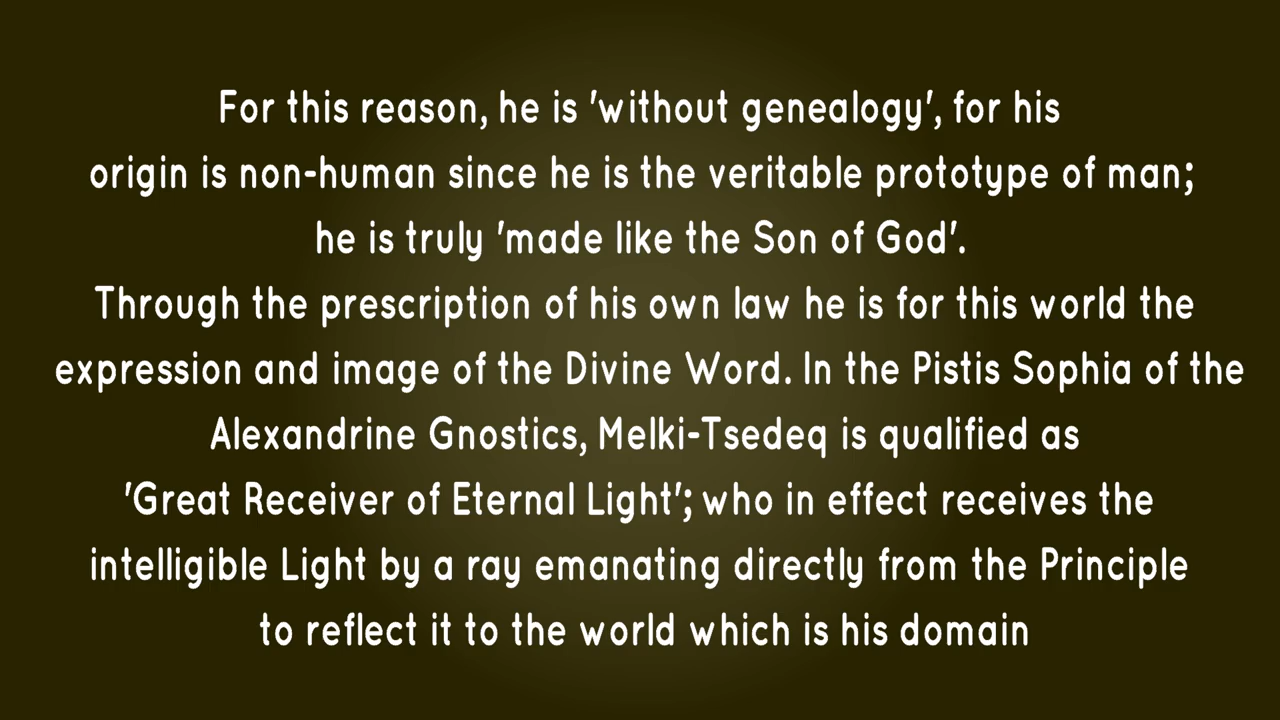 For this reason, he is 'without genealogy', for his
origin is non-human since he is the veritable prototype of man;
he is truly 'made like the Son of God'.
Through the prescription of his own law he is for this world the
expression and image of the Divine Word. In the Pistis Sophia of the
Alexandrine Gnostics, Melki-Tsedeq is qualified as
'Great Receiver of Eternal Light'; who in effect receives the
intelligible Light by a ray emanating directly from the Principle
to reflect it to the world which is his domain